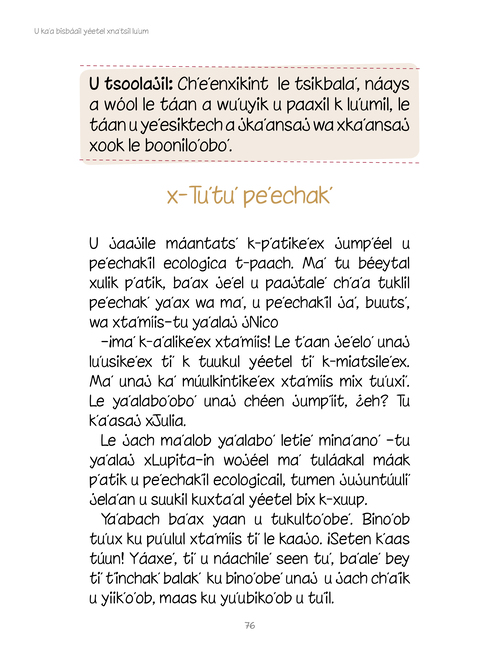 U ka'a bisbáail yéetel xna'tsil lu'um
U tsoolajil: Ch'e'enxikint le tsikbala', náays
a wóol le táan a wu'uyik u paaxil k lu'umil, le
táan u ye'esiktech a jka'ansaj wa xka'ansaj
xook le boonilo'obo'.
x-Tu'tu' pe'echak'
U jaajile máantats' k-p'atike'ex jump'éel u
pe'echakíl ecologica t-paach. Ma' tu béeytal
xulik p'atik, ba'ax je'el u paajtale' ch'a'a tuklil
pe'echak' ya'ax wa ma', u pe'echakíl ja', buuts',
wa xta'míis–tu ya'alaj jNico
–ima' k-a'alike'ex xta'míis! Le t'aan je'elo' unaj
lu'usike'ex ti' k tuukul yéetel ti' k-miatsile'ex.
Ma' unaj ka' múulkintike'ex xta'míis mix tu'uxi'.
Le ya'alabo'obo' unaj chéen jump'íit, ¿eh? Tu
k'a'asaj xJulia.
Le jach ma'alob ya'alabo' letie' mina'ano' –tu
ya'alaj xLupita–in wojéel ma' tuláakal máak
p'atik u pe'echakíl ecologicail, tumen jujuntúuli'
jela'an u suukil kuxta'al yéetel bix k-xuup.
Ya'abach ba'ax yaan u tukulto'obe'. Bino'ob
tu'ux ku pu'ulul xta'míis ti' le kaajo. ¡Seten k'aas
túun! Yáaxe', ti' u náachile' seen tu', ba'ale' bey
ti' tinchak' balak' ku bino'obe' unaj u jach ch'a'ik
u yiik'o'ob, maas ku yu'ubiko'ob u tu'il.
76